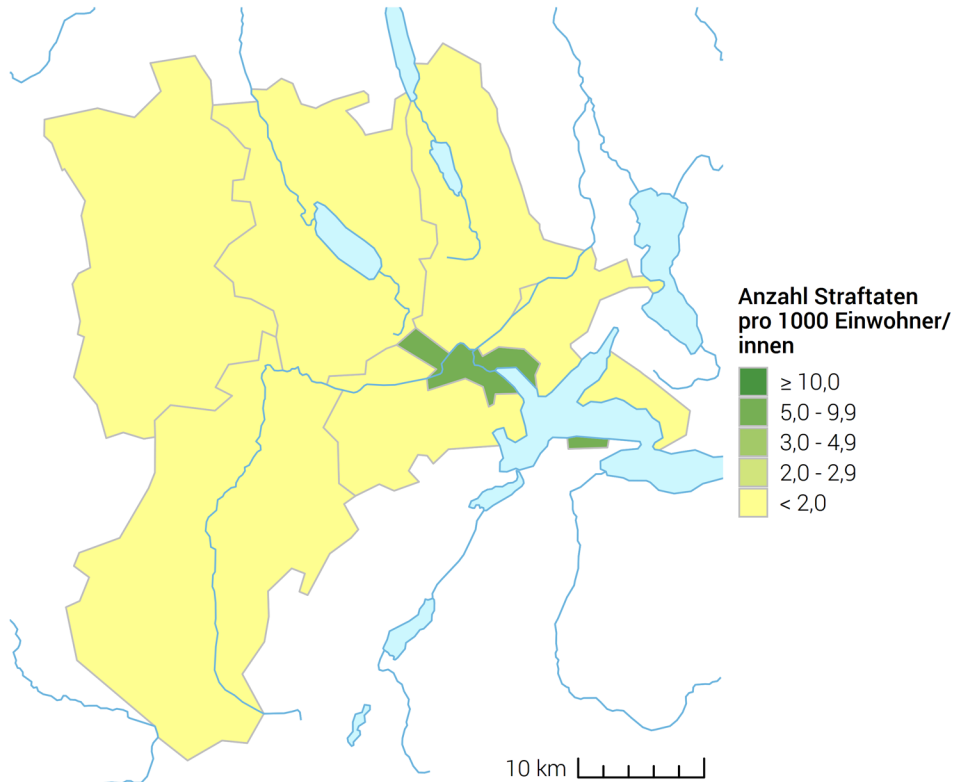 Anzahl Straftaten
pro 1000 Einwohner/
innen
≥ 10,0
5,0 - 9,9
3,0 - 4,9
2,0 - 2,9
< 2,0
10 km